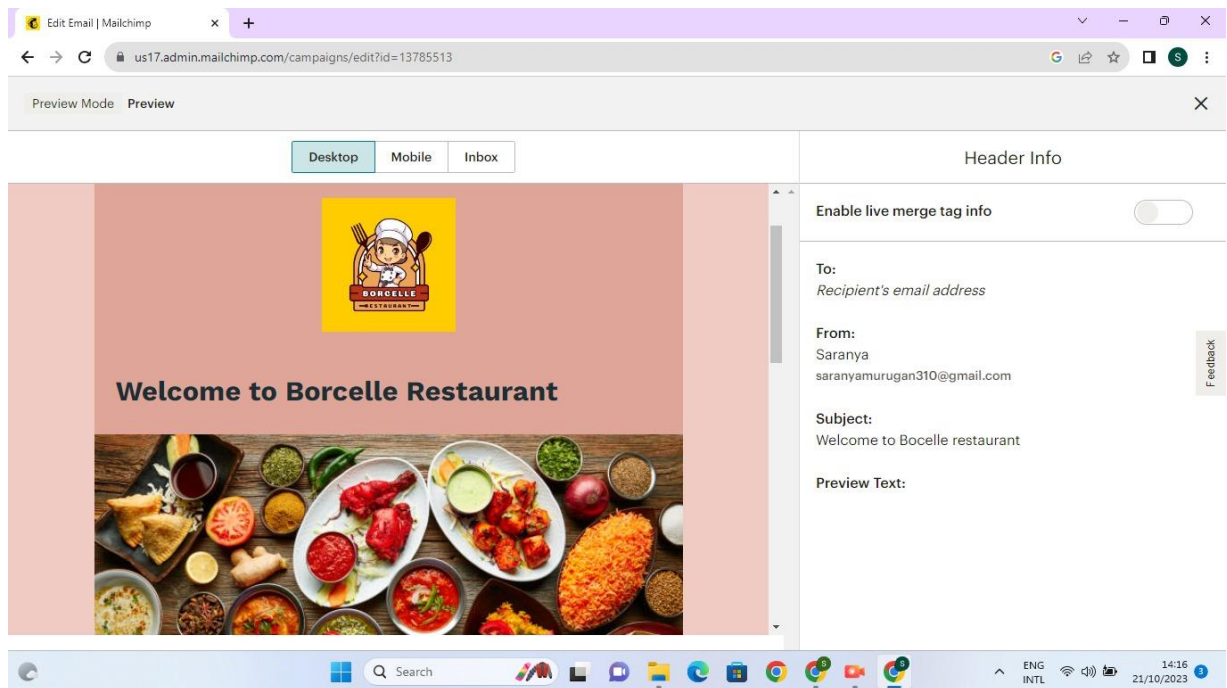 Edit Email | Mailchimp
us17.admin.mailchimp.com/campaigns/edit?id=13785513
G
S
Preview Mode Preview
Desktop Mobile Inbox
Header Info
BORCELLE
RESTAURANT
Welcome to Borcelle Restaurant
Enable live merge tag info
To:
Recipient's email address
From:
Saranya
saranyamurugan310@gmail.com
Subject:
Welcome to Bocelle restaurant
Preview Text:
Feedback
Search
S
S
ENG
INTL
14:16
21/10/2023
3